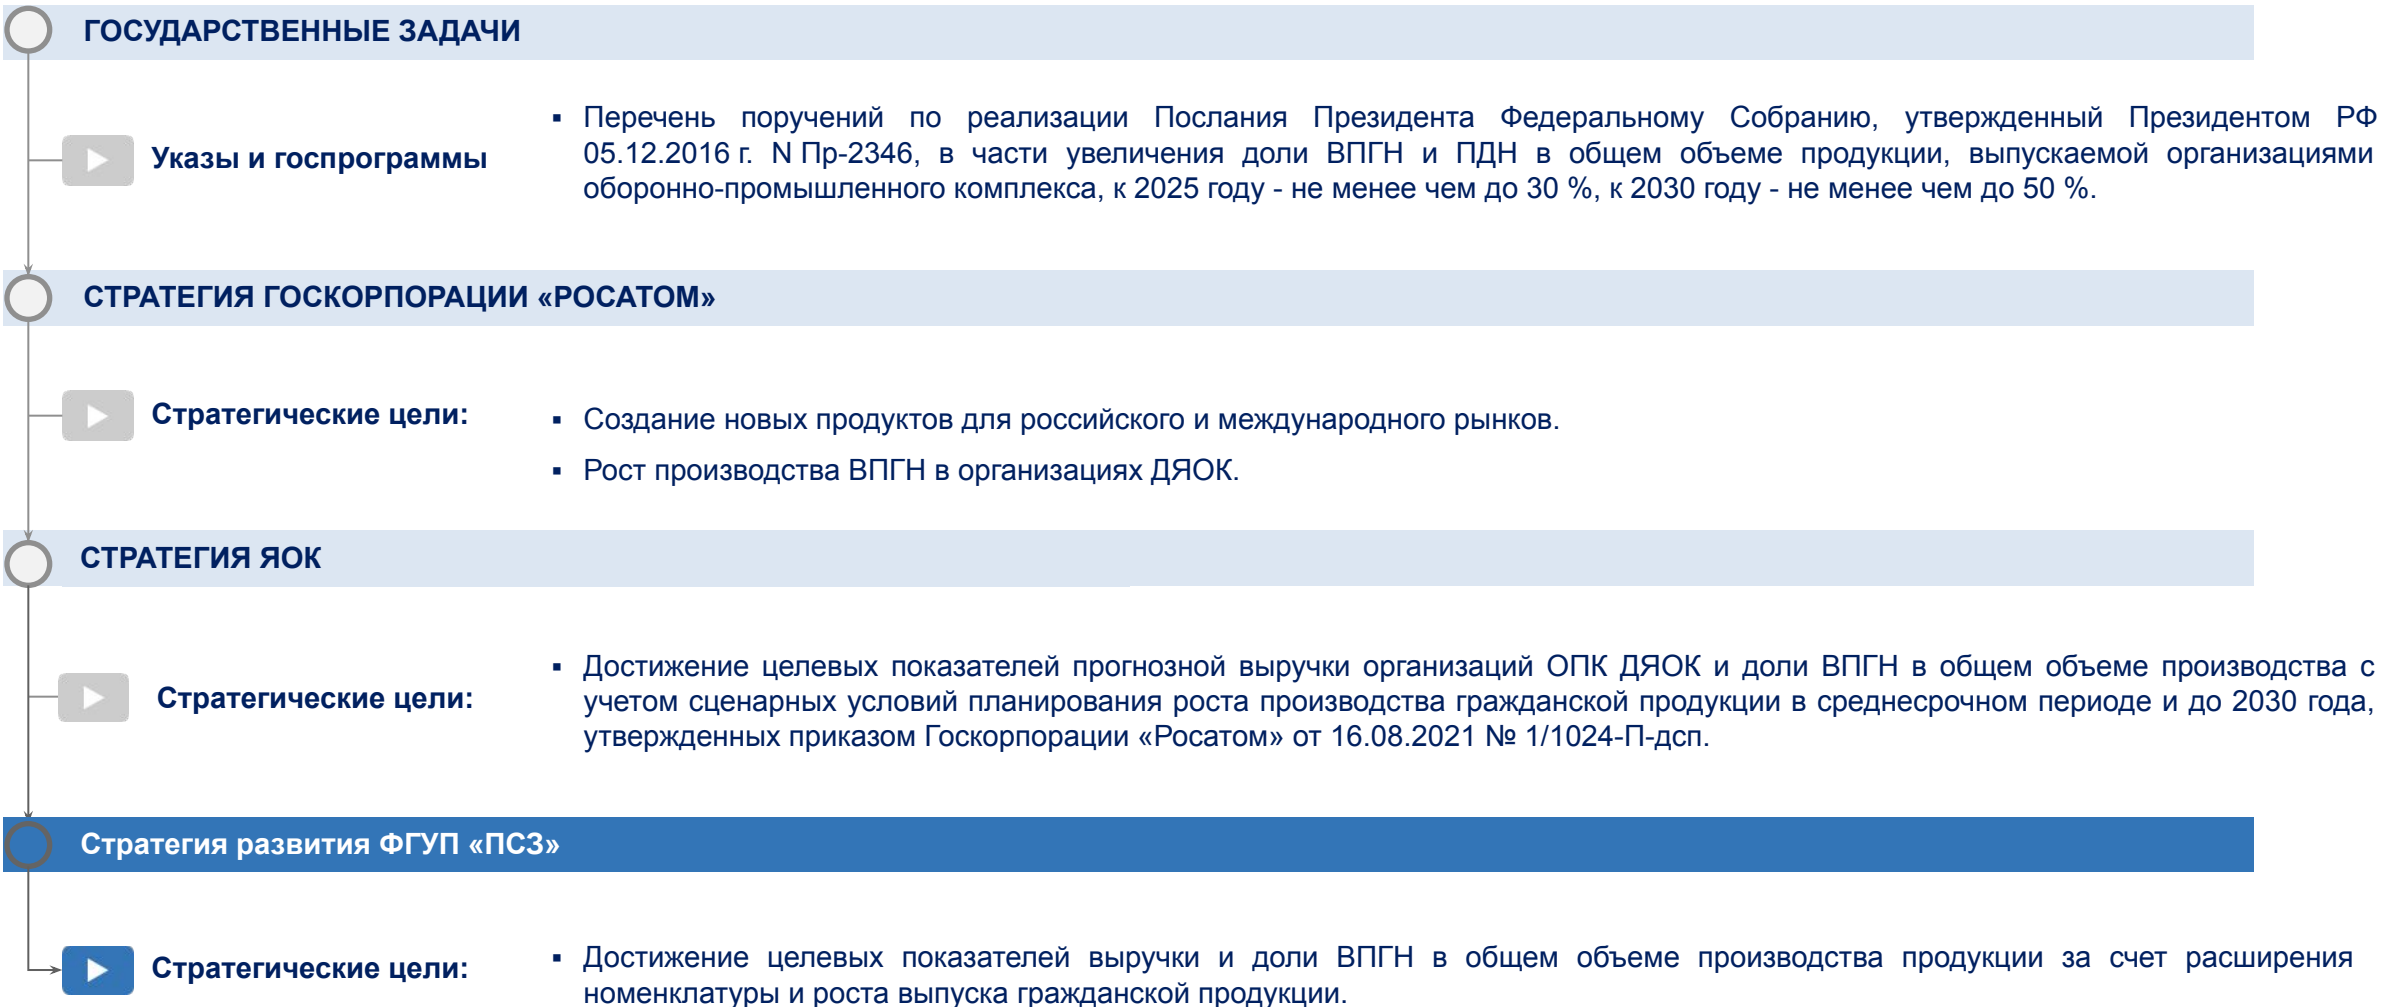 ГОСУДАРСТВЕННЫЕ ЗАДАЧИ
Указы и госпрограммы
▪ Перечень поручений по реализации Послания Президента Федеральному Собранию, утвержденный Президентом РФ
05.12.2016 г. N Пр-2346, в части увеличения доли ВПГН и ПДН в общем объеме продукции, выпускаемой организациями
оборонно-промышленного комплекса, к 2025 году - не менее чем до 30 %, к 2030 году - не менее чем до 50 %.
СТРАТЕГИЯ ГОСКОРПОРАЦИИ «РОСАТОМ»
Стратегические цели:
▪ Создание новых продуктов для российского и международного рынков.
▪ Рост производства ВПГН в организациях ДЯОК.
СТРАТЕГИЯ ЯОК
Стратегические цели:
▪ Достижение целевых показателей прогнозной выручки организаций ОПК ДЯОК и доли ВПГН в общем объеме производства с
учетом сценарных условий планирования роста производства гражданской продукции в среднесрочном периоде и до 2030 года,
утвержденных приказом Госкорпорации «Росатом» от 16.08.2021 № 1/1024-П-дсп.
Стратегия развития ФГУП «ПСЗ»
Стратегические цели:
▪ Достижение целевых показателей выручки и доли ВПГН в общем объеме производства продукции за счет расширения
номенклатуры и роста выпуска гражданской продукции.